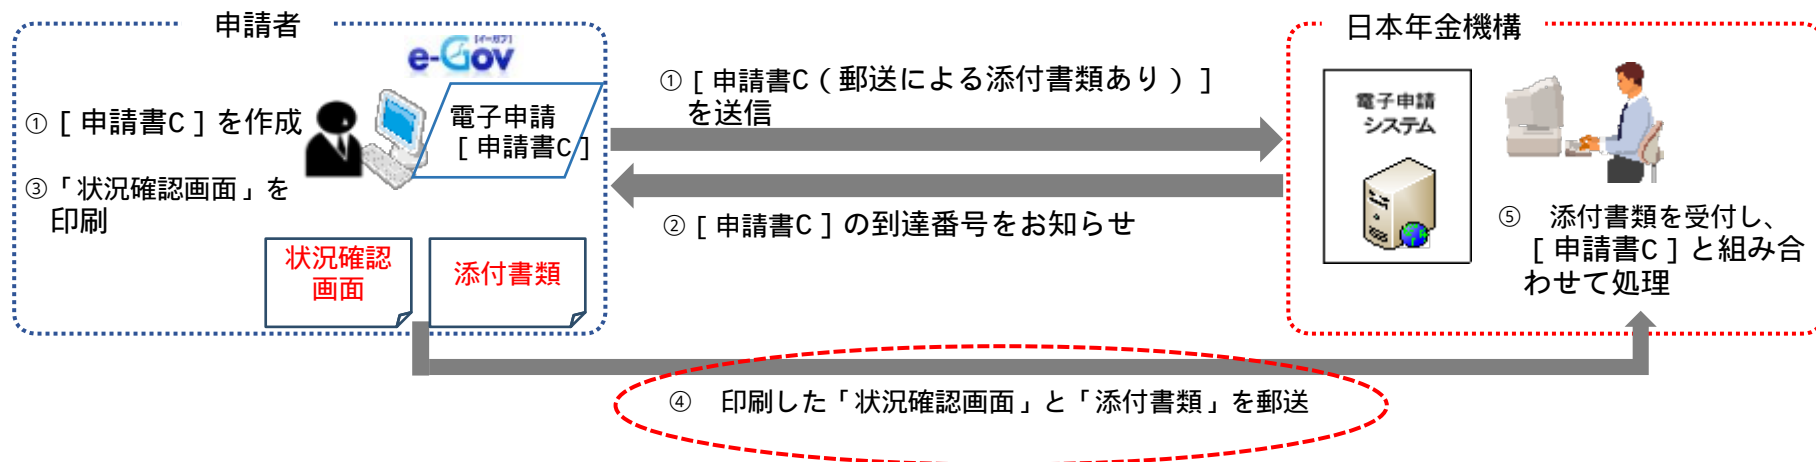 申請者
[イーガブ]
e-Gov
①[申請書C]を作成
電子申請
[申請書C]
③「状況確認画面」を
印刷
状況確認
画面
添付書類
①[申請書C(郵送による添付書類あり)]
を送信
②[申請書C]の到達番号をお知らせ
日本年金機構
電子申請
システム
⑤ 添付書類を受付し、
[申請書C]と組み合
わせて処理
④ 印刷した「状況確認画面」と「添付書類」を郵送